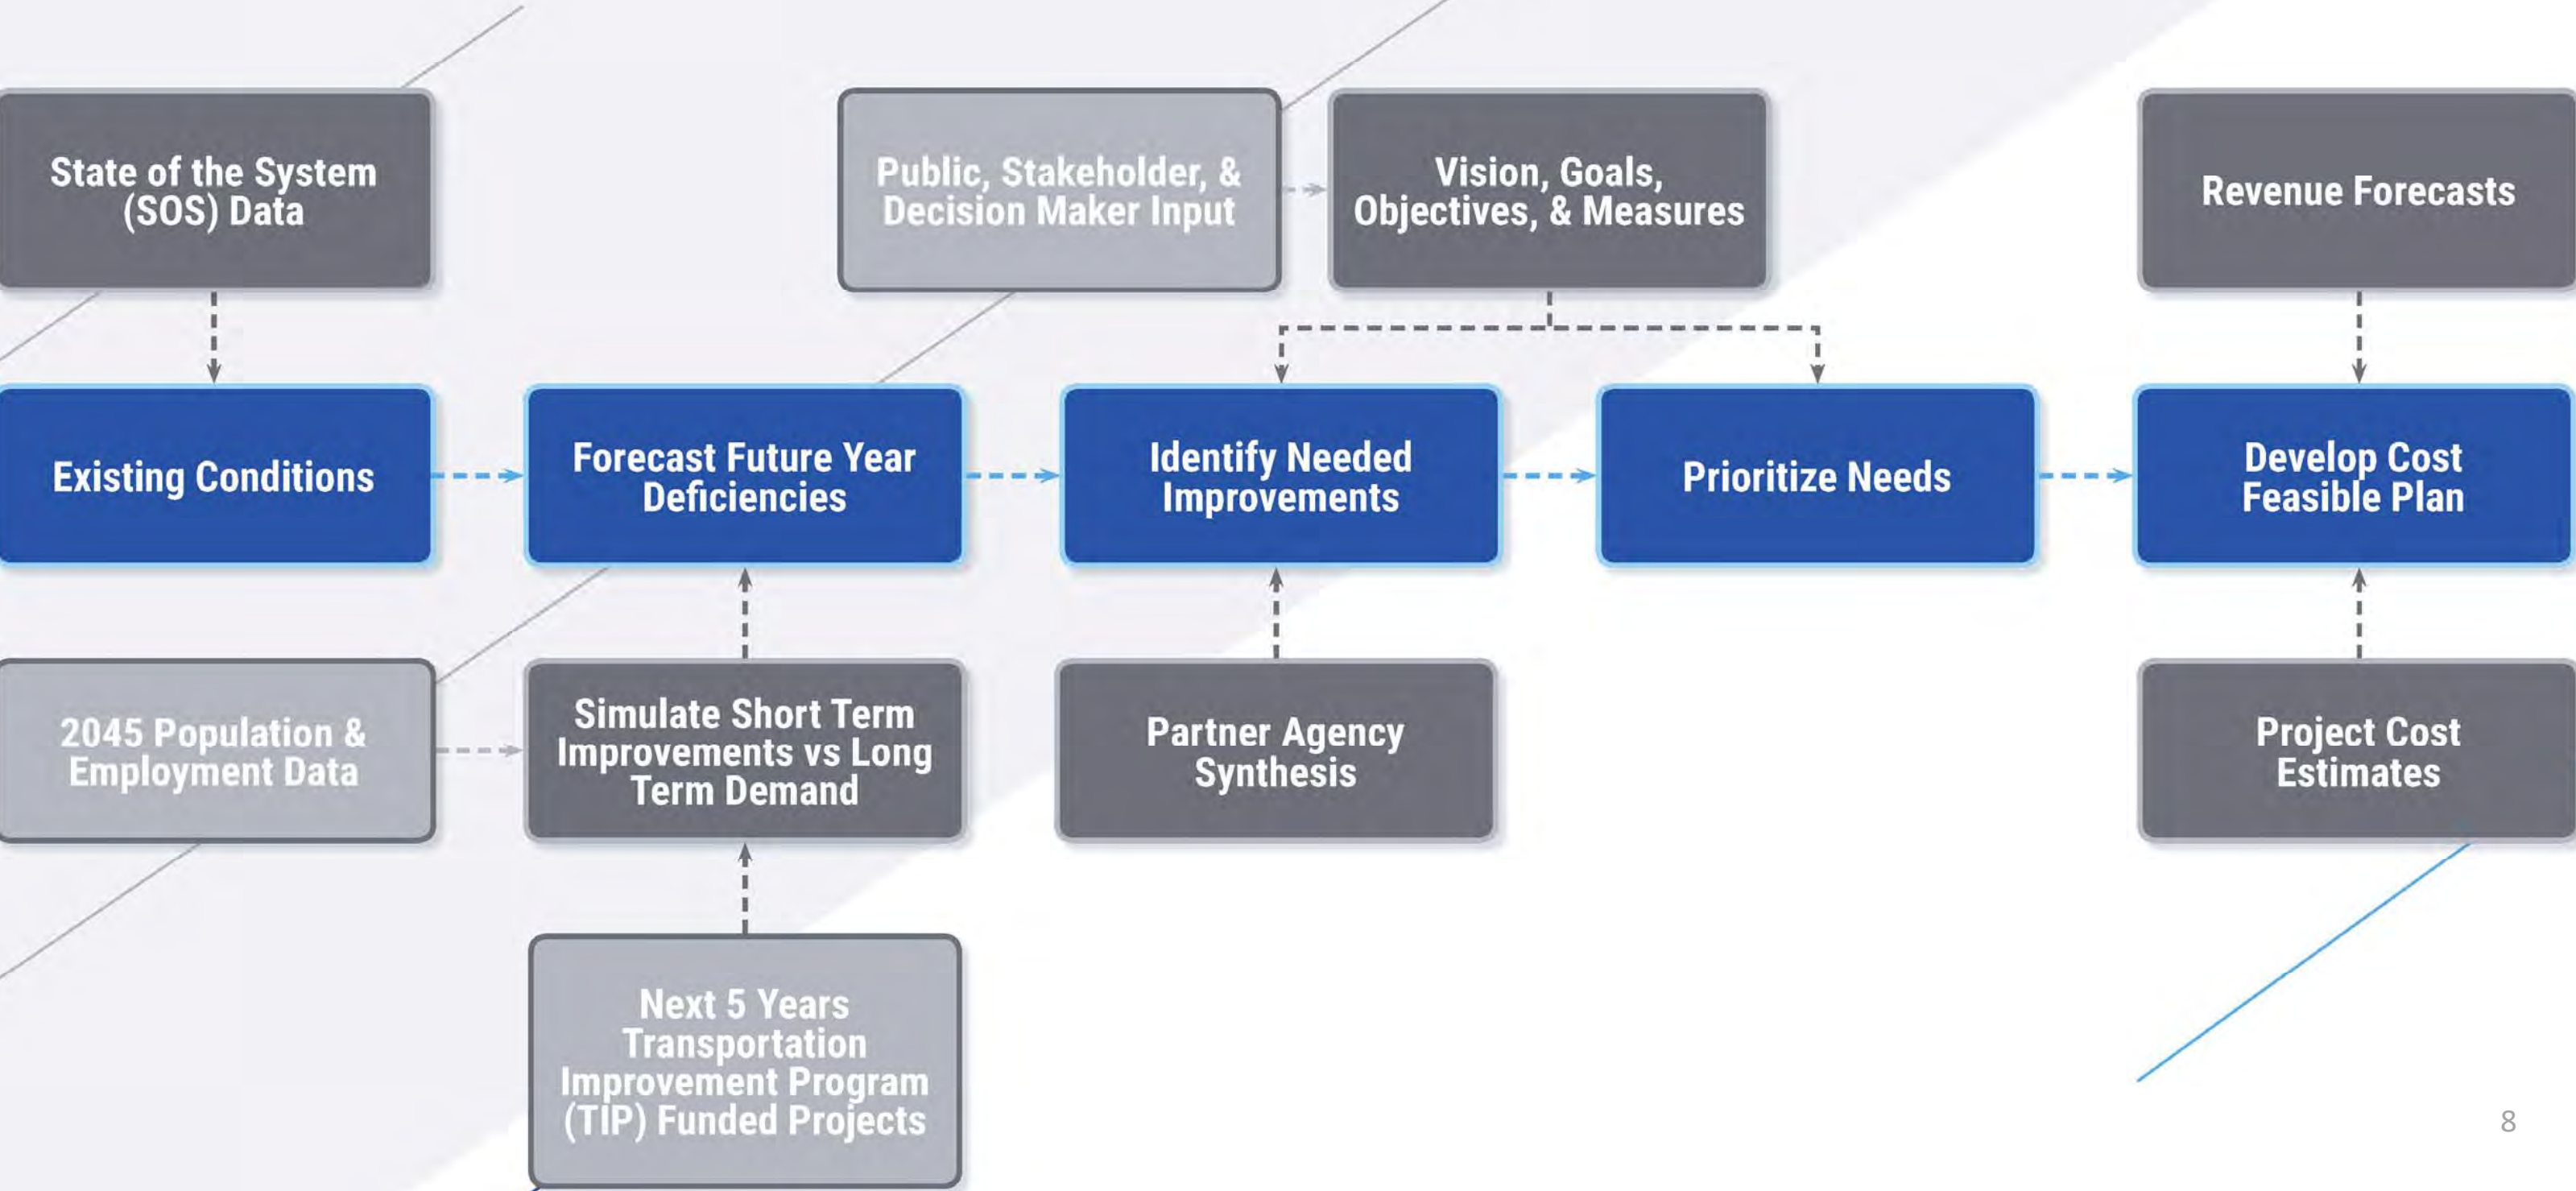 State of the System
(SOS) Data
Public, Stakeholder, &
Decision Maker Input
Vision, Goals,
Objectives, & Measures
Revenue Forecasts
Existing Conditions
Forecast Future Year
Deficiencies
Identify Needed
Improvements
Prioritize Needs
Develop Cost
Feasible Plan
2045 Population &
Employment Data
Simulate Short Term
Improvements vs Long
Term Demand
Partner Agency
Synthesis
Project Cost
Estimates
Next 5 Years
Transportation
Improvement Program
(TIP) Funded Projects
8